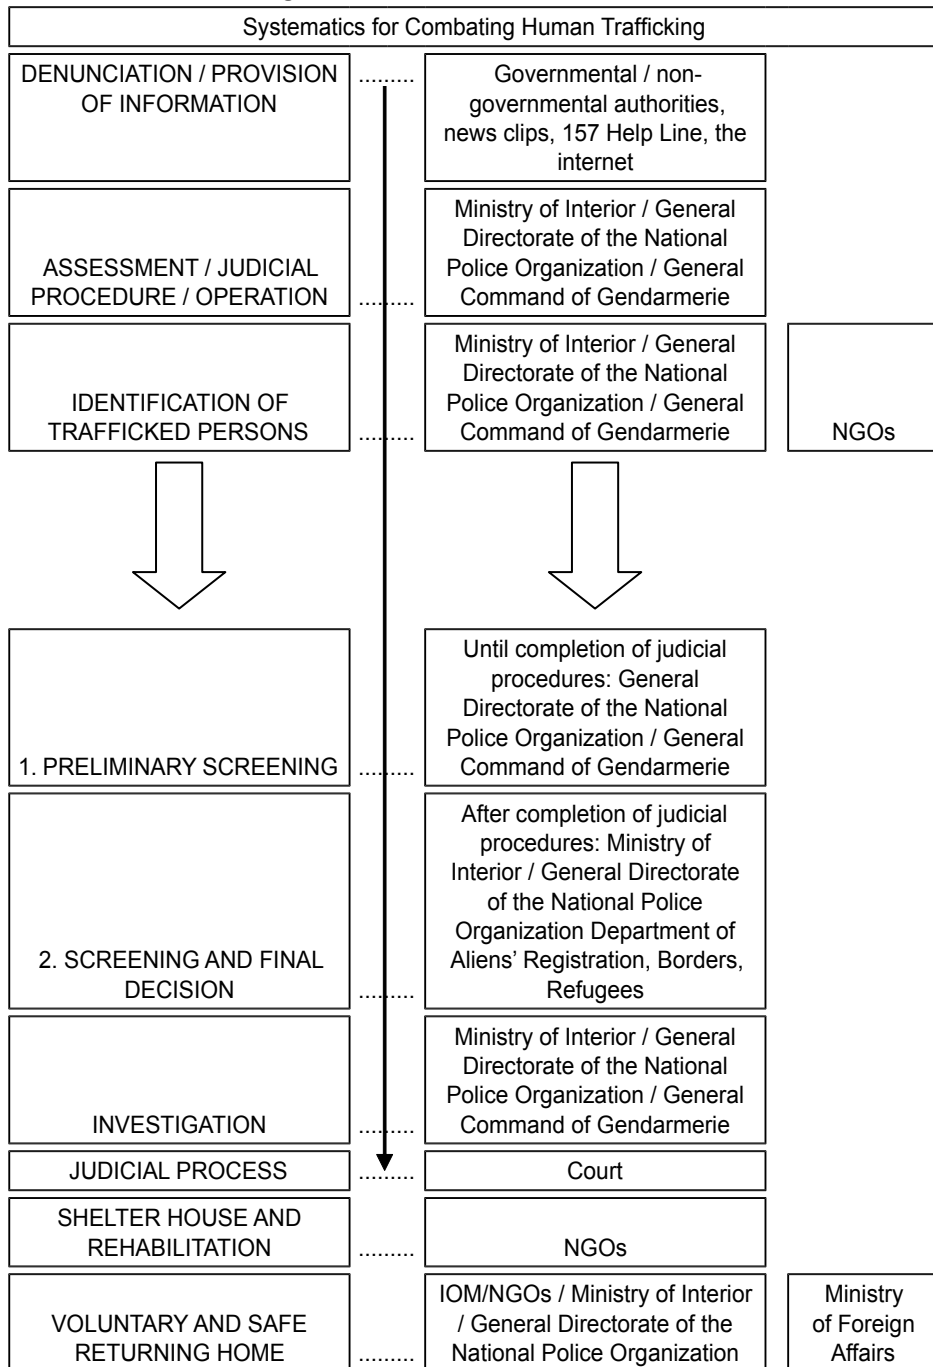 Systematics for Combating Human Trafficking
DENUNCIATION / PROVISION
OF INFORMATION
.........
Governmental / non-
governmental authorities,
news clips, 157 Help Line, the
internet
ASSESSMENT / JUDICIAL
PROCEDURE / OPERATION
.........
Ministry of Interior / General
Directorate of the National
Police Organization / General
Command of Gendarmerie
IDENTIFICATION OF
TRAFFICKED PERSONS
.........
Ministry of Interior / General
Directorate of the National
Police Organization / General
Command of Gendarmerie
NGOs
1. PRELIMINARY SCREENING
.........
Until completion of judicial
procedures: General
Directorate of the National
Police Organization / General
Command of Gendarmerie
2. SCREENING AND FINAL
DECISION
.........
After completion of judicial
procedures: Ministry of
Interior / General Directorate
of the National Police
Organization Department of
Aliens’ Registration, Borders,
Refugees
INVESTIGATION
.........
Ministry of Interior / General
Directorate of the National
Police Organization / General
Command of Gendarmerie
JUDICIAL PROCESS
.........
Court
SHELTER HOUSE AND
REHABILITATION
.........
NGOs
VOLUNTARY AND SAFE
RETURNING HOME
.........
IOM/NGOs / Ministry of Interior
/ General Directorate of the
National Police Organization
Ministry
of Foreign
Affairs